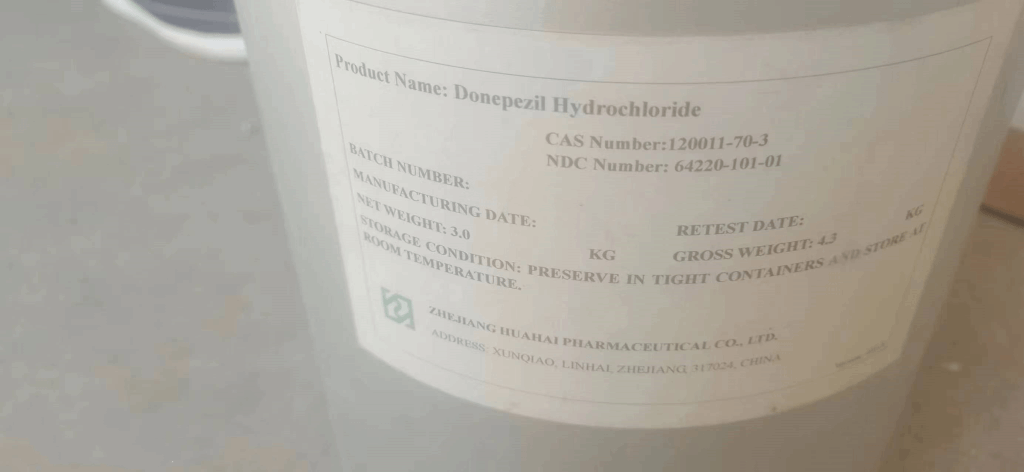 Product Name: Donepezil Hydrochloride
CAS Number:120011-70-3
NDC Number: 64220-101-01
BATCH NUMBER:
MANUFACTURING DATE: RETEST DATE:
NET WEIGHT: 3.0 KG GROSS WEIGHT: 4.3 KG
STORAGE CONDITION: PRESERVE IN TIGHT CONTAINERS AND STORE AT
ROOM TEMPERATURE.
ZHEJIANG HUAHAI PHARMACEUTICAL CO., LTD.
ADDRESS: XUNQIAO, LINHAI, ZHEJIANG 317024, CHINA